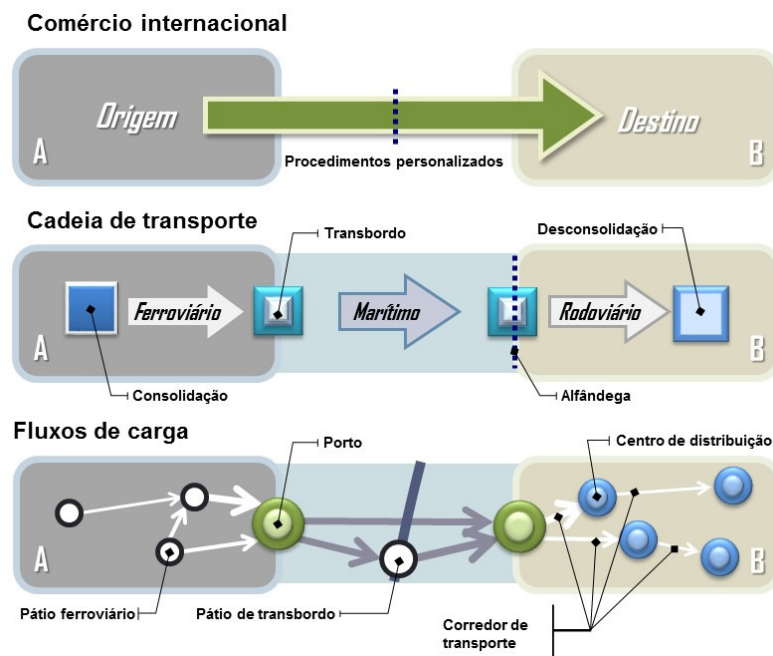 Comércio internacional
Origem
Destino
A
B
Procedimentos personalizados
Cadeia de transporte
Transbordo
Desconsolidação
Ferroviário
Marítimo
Rodoviário
A
B
Consolidação
Alfândega
Fluxos de carga
Porto
Centro de distribuição
A
B
Pátio ferroviário
Pátio de transbordo
Corredor de
transporte